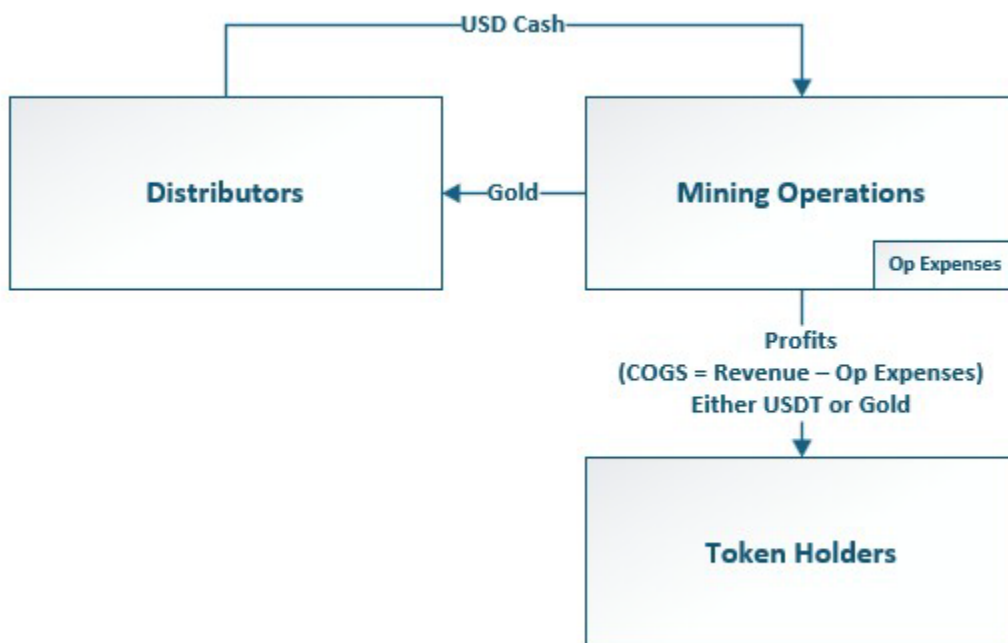 USD Cash
Distributors
Gold
Mining Operations
Op Expenses
Profits
(COGS = Revenue – Op Expenses)
Either USDT or Gold
Token Holders